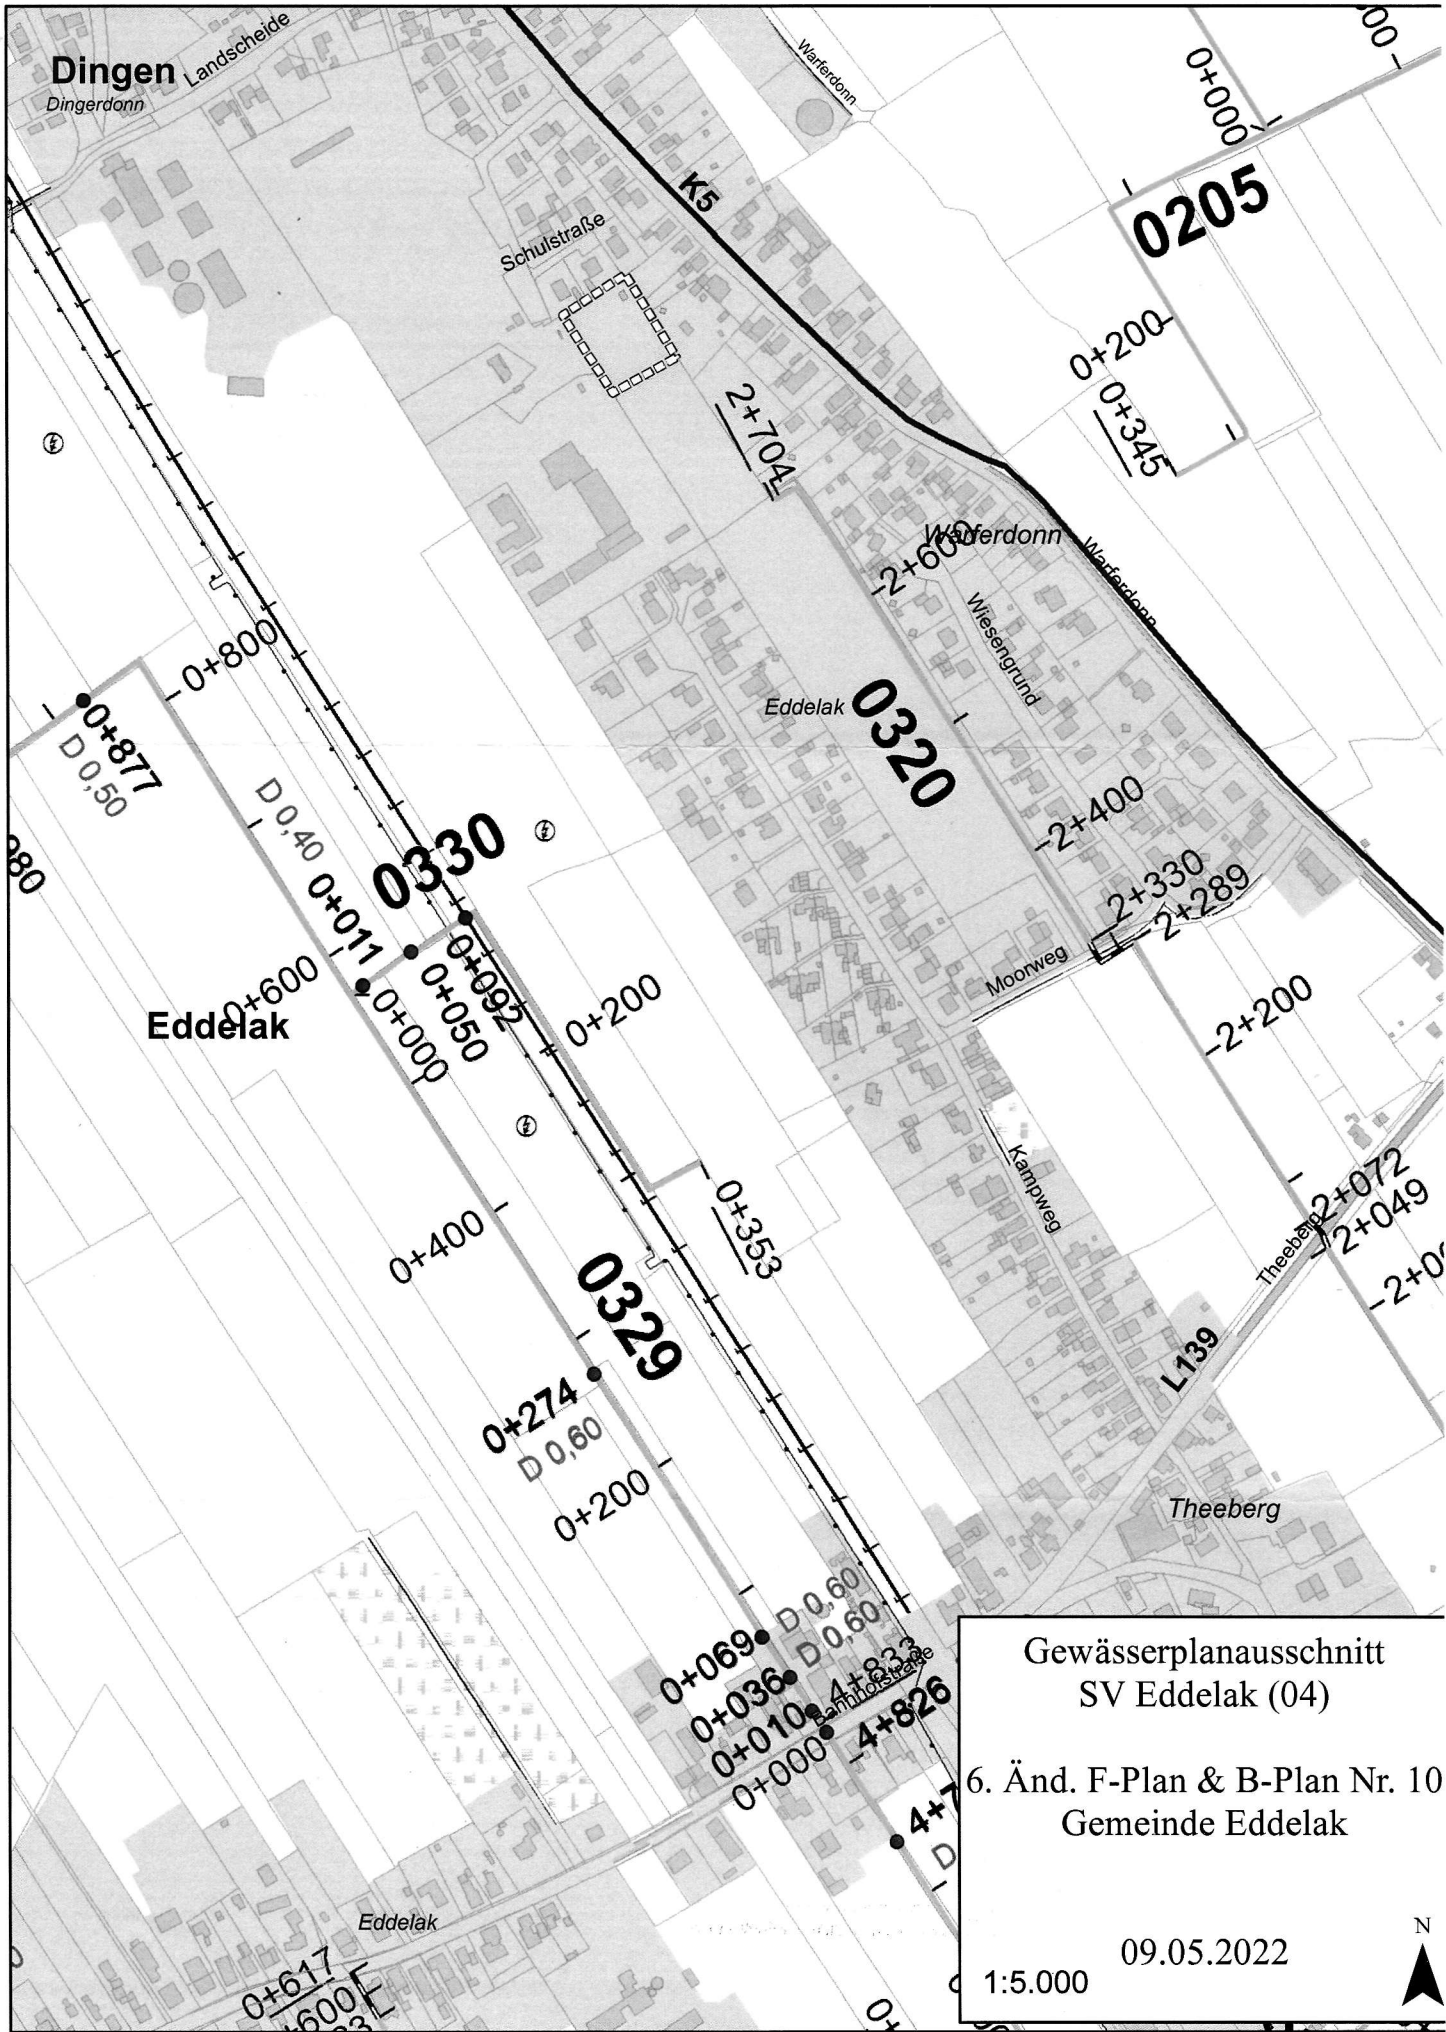 Dingen
Dingerdonn
Landscheide
Warferdonn
K5
0+000
0205
Schulstraße
0+200
0+345
2+704
Warferdonn
2+600
Warferdonn
Wiesengrund
0+800
0+877
D 0,50
Eddelak
0320
D 0,40
0330
2+400
2+330
2+289
0+011
0+092
0+050
0+000
0+600
Eddelak
0+200
Moorweg
2+200
Kampweg
0+353
0+400
0329
2+072
2+049
Theeberg
L139
0+274
D 0,60
0+200
Theeberg
D 0,60
D 0,60
0+069
0+036
0+010
0+000
4+833
Bahnhofstraße
4+826
Eddelak
0+617
Gewässerplanausschnitt
SV Eddelak (04)
6. Änd. F-Plan & B-Plan Nr. 10
Gemeinde Eddelak
09.05.2022
1:5.000
N